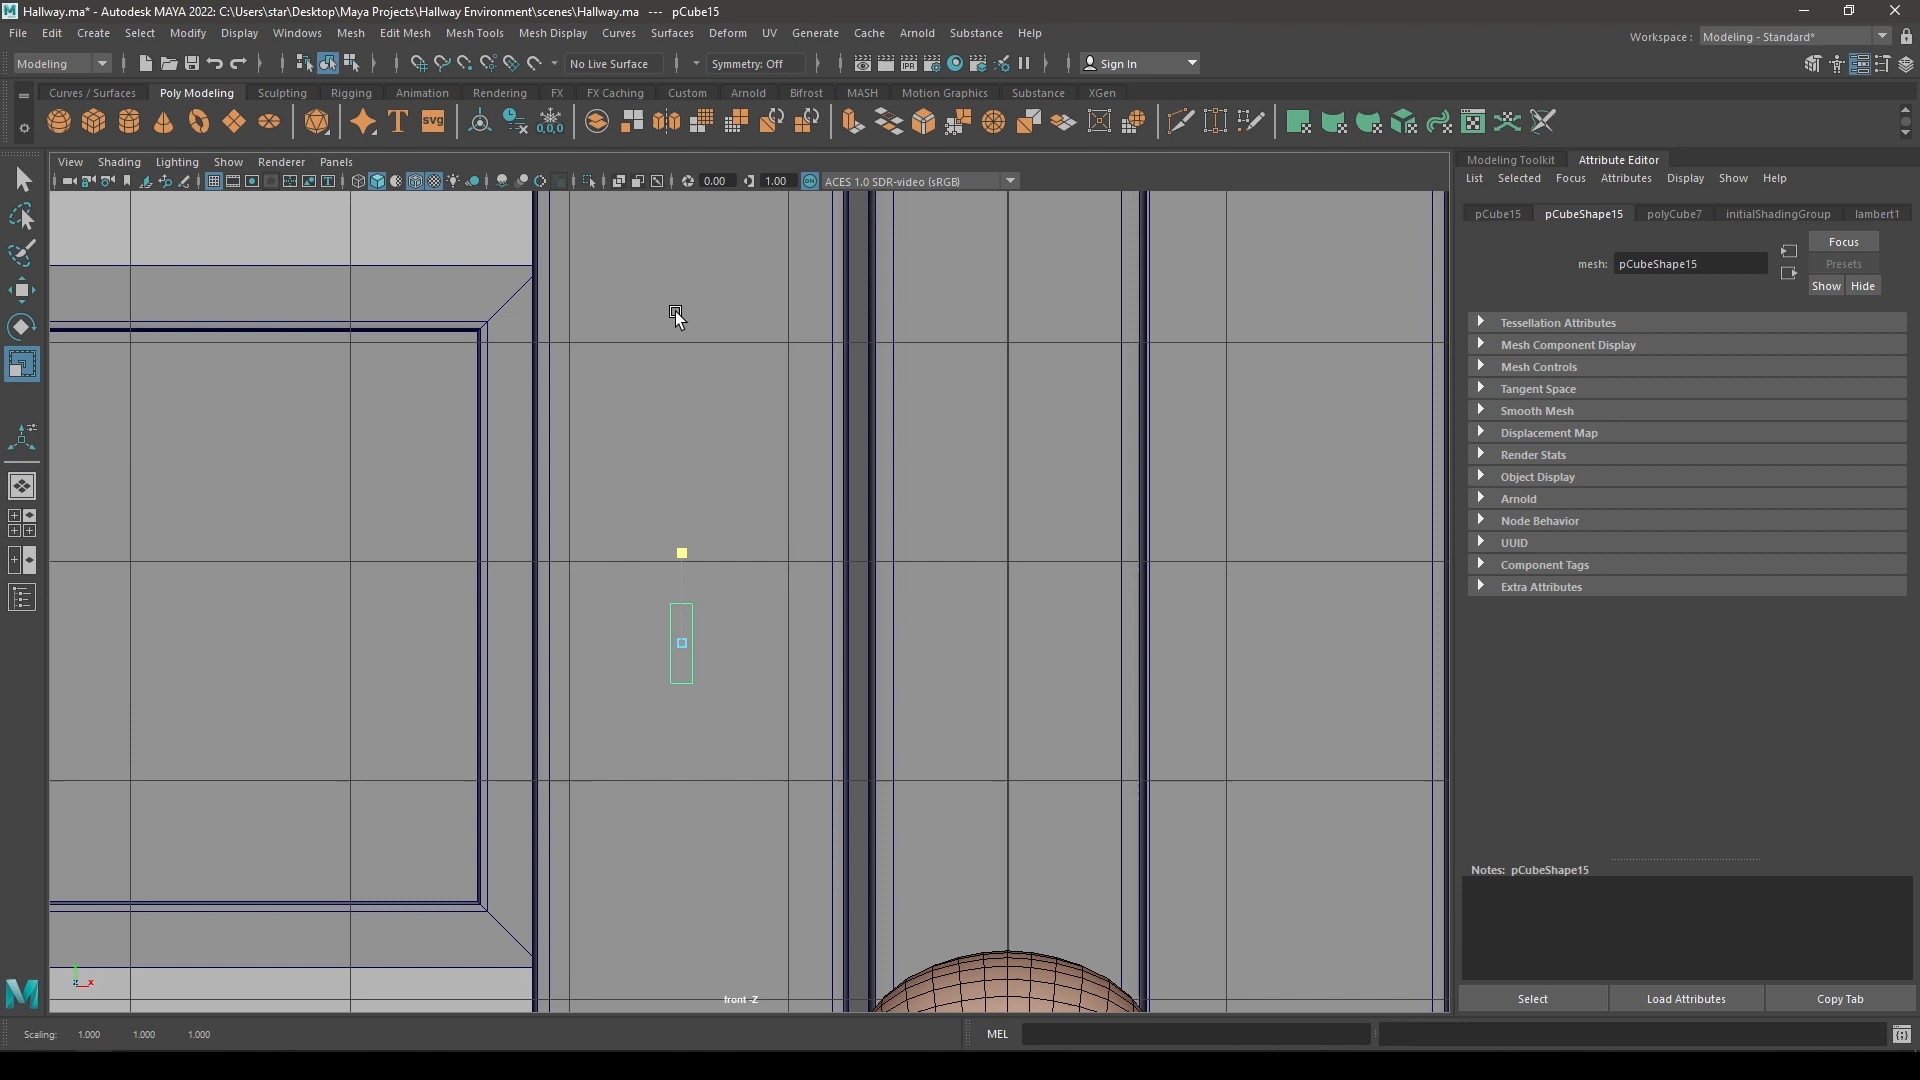 Hallway.ma* - Autodesk MAYA 2022: C:\Users\star\Desktop\Maya Projects\Hallway Environment\scenes\Hallway.ma --- pCube15
File Edit Create Select Modify Display Windows Mesh Edit Mesh Mesh Tools Mesh Display Curves Surfaces Deform UV Generate Cache Arnold Substance Help
Workspace : Modeling - Standard*
Modeling No Live Surface Symmetry: Off IPR Sign In
Curves / Surfaces Poly Modeling Sculpting Rigging Animation Rendering FX FX Caching Custom Arnold Bifrost MASH Motion Graphics Substance XGen
T svg 0,0,0
View Shading Lighting Show Renderer Panels
0.00 1.00 ON ACES 1.0 SDR-video (sRGB)
Modeling Toolkit Attribute Editor
List Selected Focus Attributes Display Show Help
pCube15 pCubeShape15 polyCube7 initialShadingGroup lambert1
mesh: pCubeShape15
Focus
Presets
Show Hide
Tessellation Attributes
Mesh Component Display
Mesh Controls
Tangent Space
Smooth Mesh
Displacement Map
Render Stats
Object Display
Arnold
Node Behavior
UUID
Component Tags
Extra Attributes
Notes: pCubeShape15
Select Load Attributes Copy Tab
front -Z
Scaling: 1.000 1.000 1.000
MEL